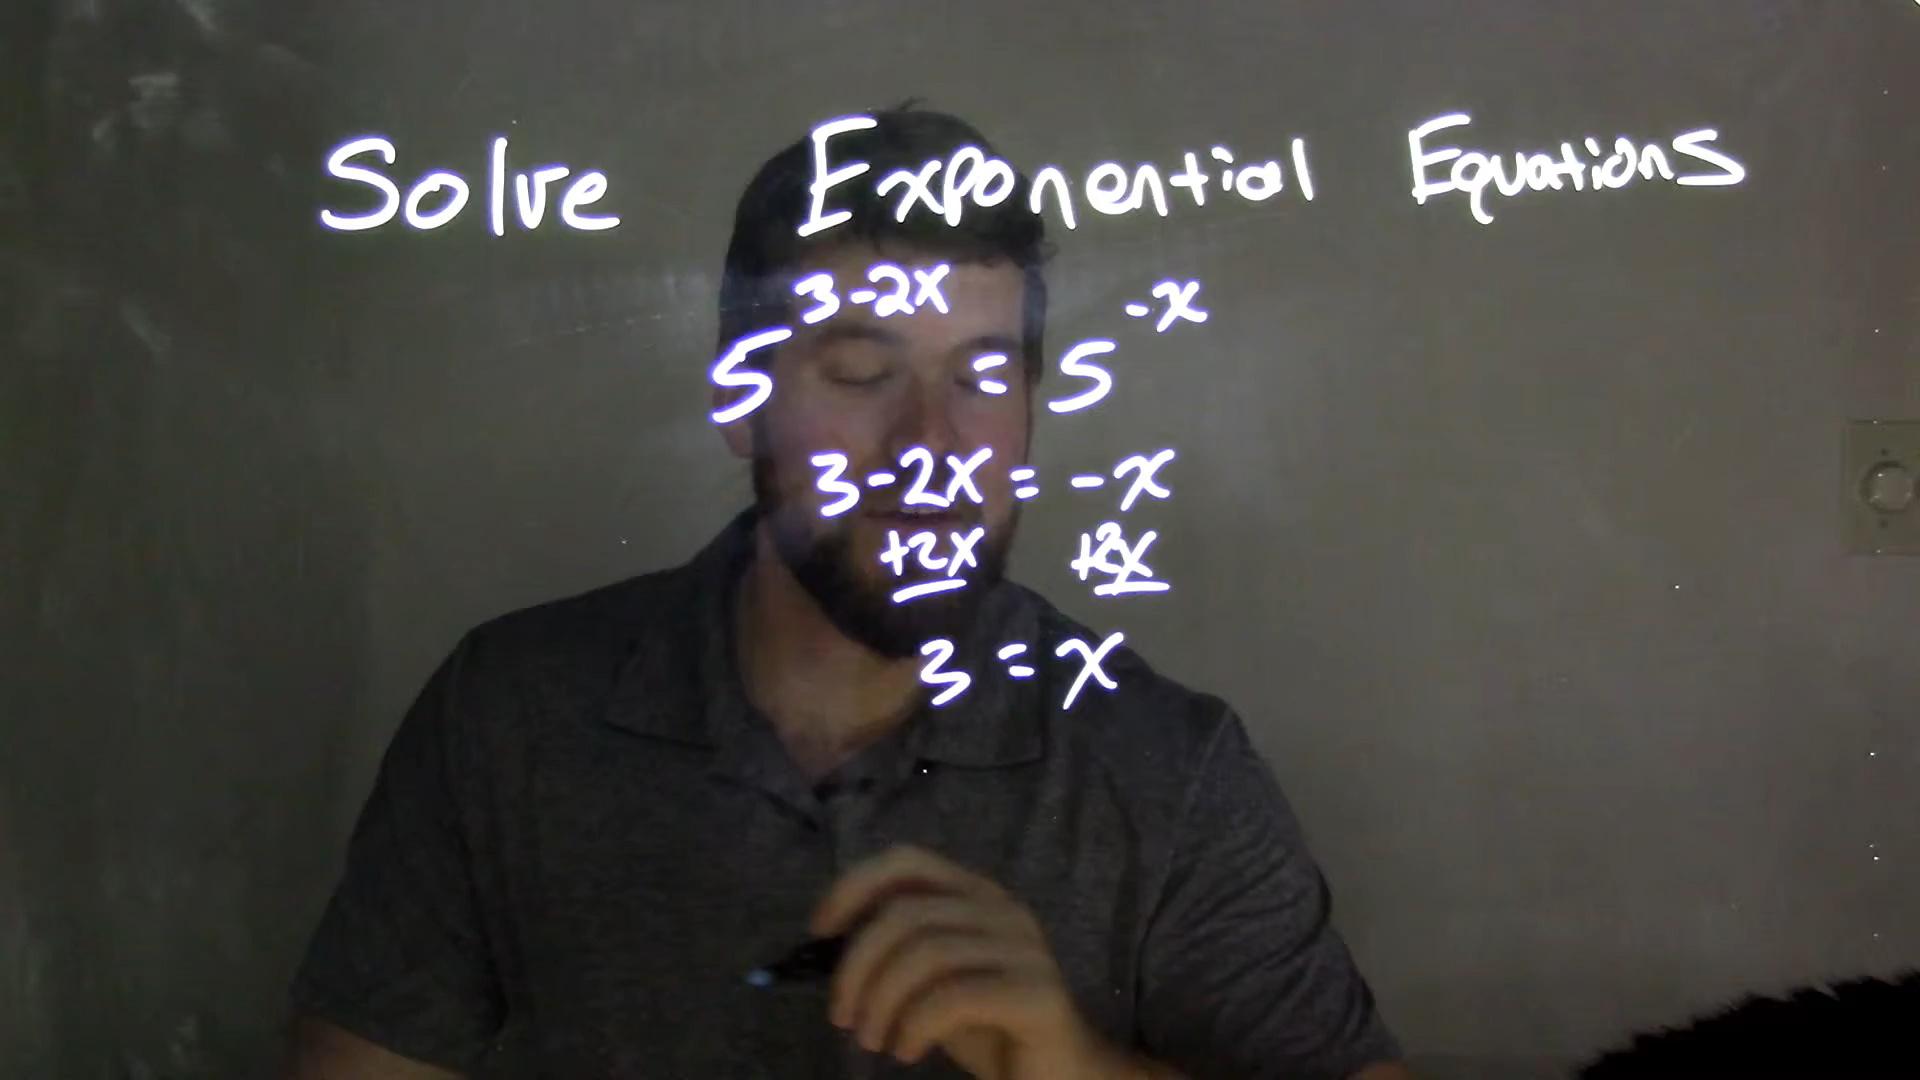 Solve Exponential Equations
5^{3-2x} = 5^{-x}
3-2x = -x
+2x +2x
3 = x